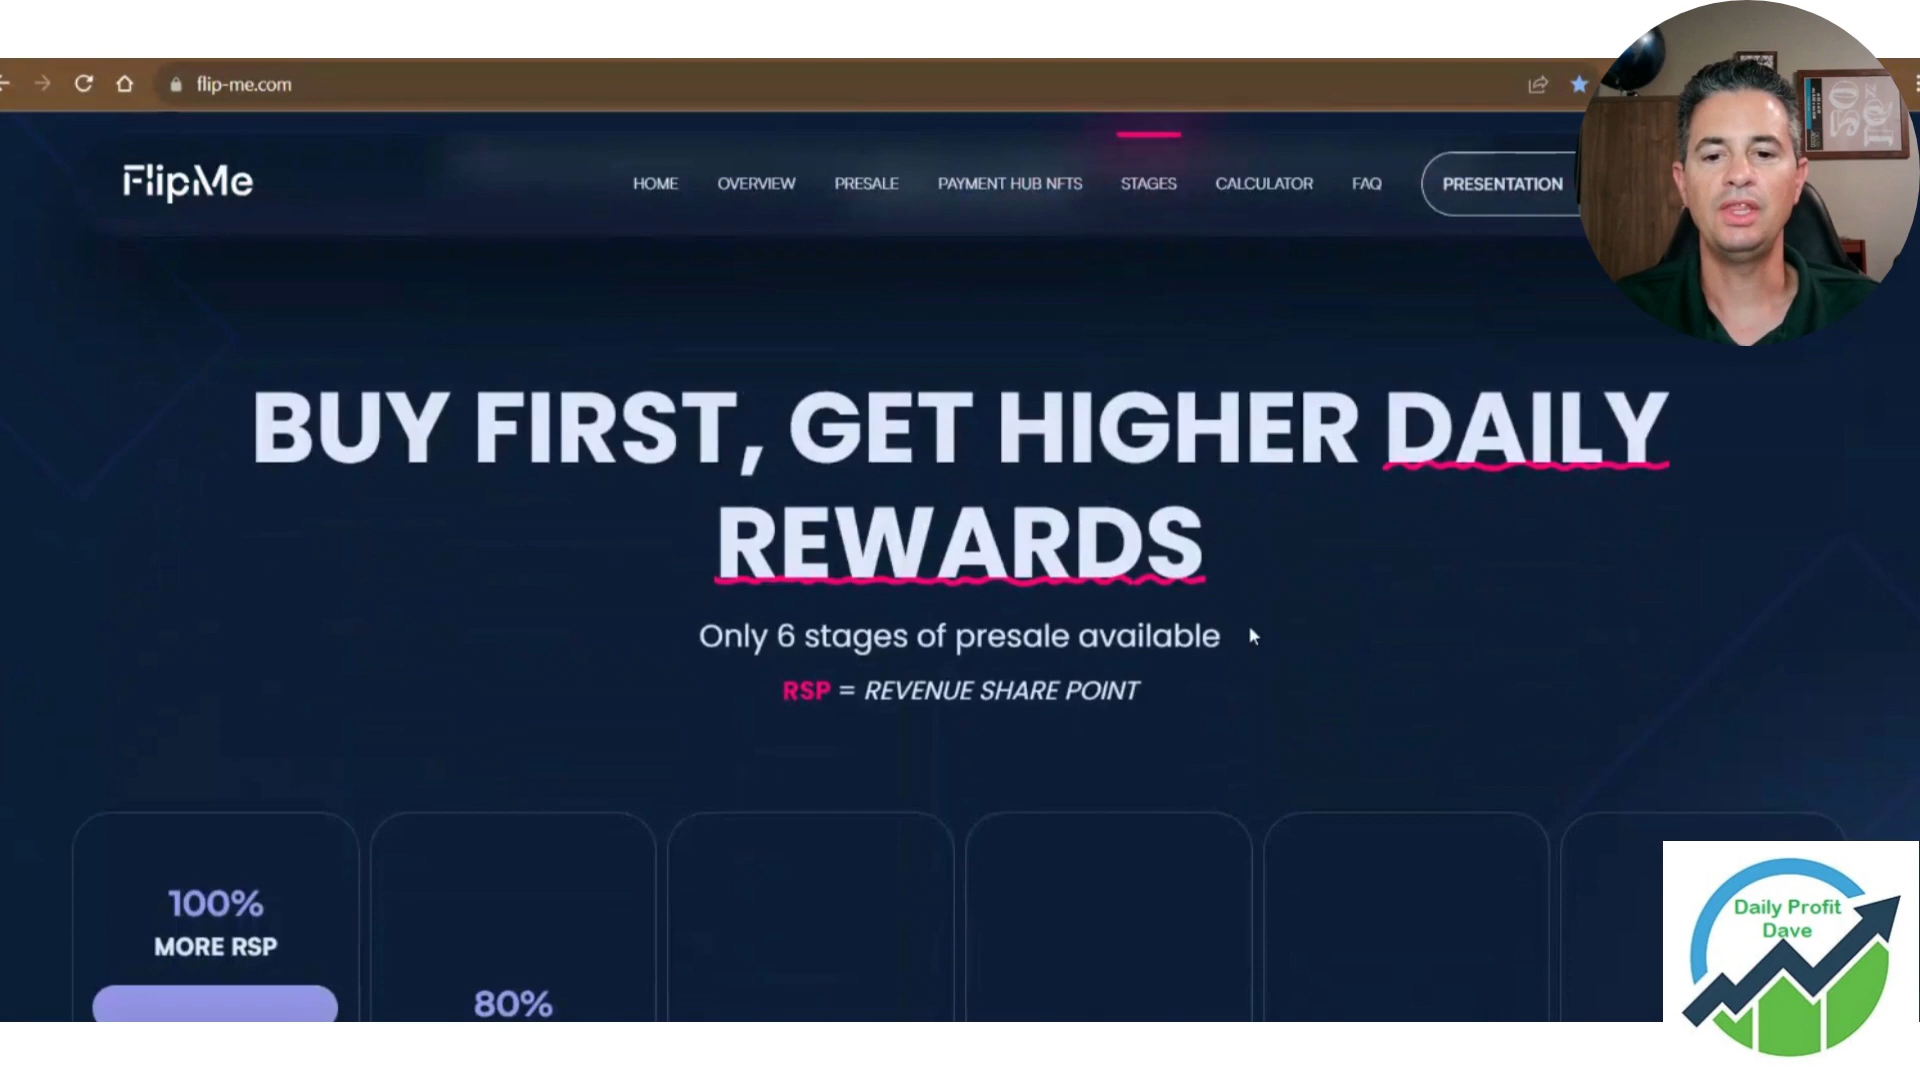 flip-me.com
FlipMe
HOME OVERVIEW PRESALE PAYMENT HUB NFTS STAGES CALCULATOR FAQ PRESENTATION
BUY FIRST, GET HIGHER DAILY
REWARDS
Only 6 stages of presale available
RSP = REVENUE SHARE POINT
100%
MORE RSP
80%
Daily Profit
Dave